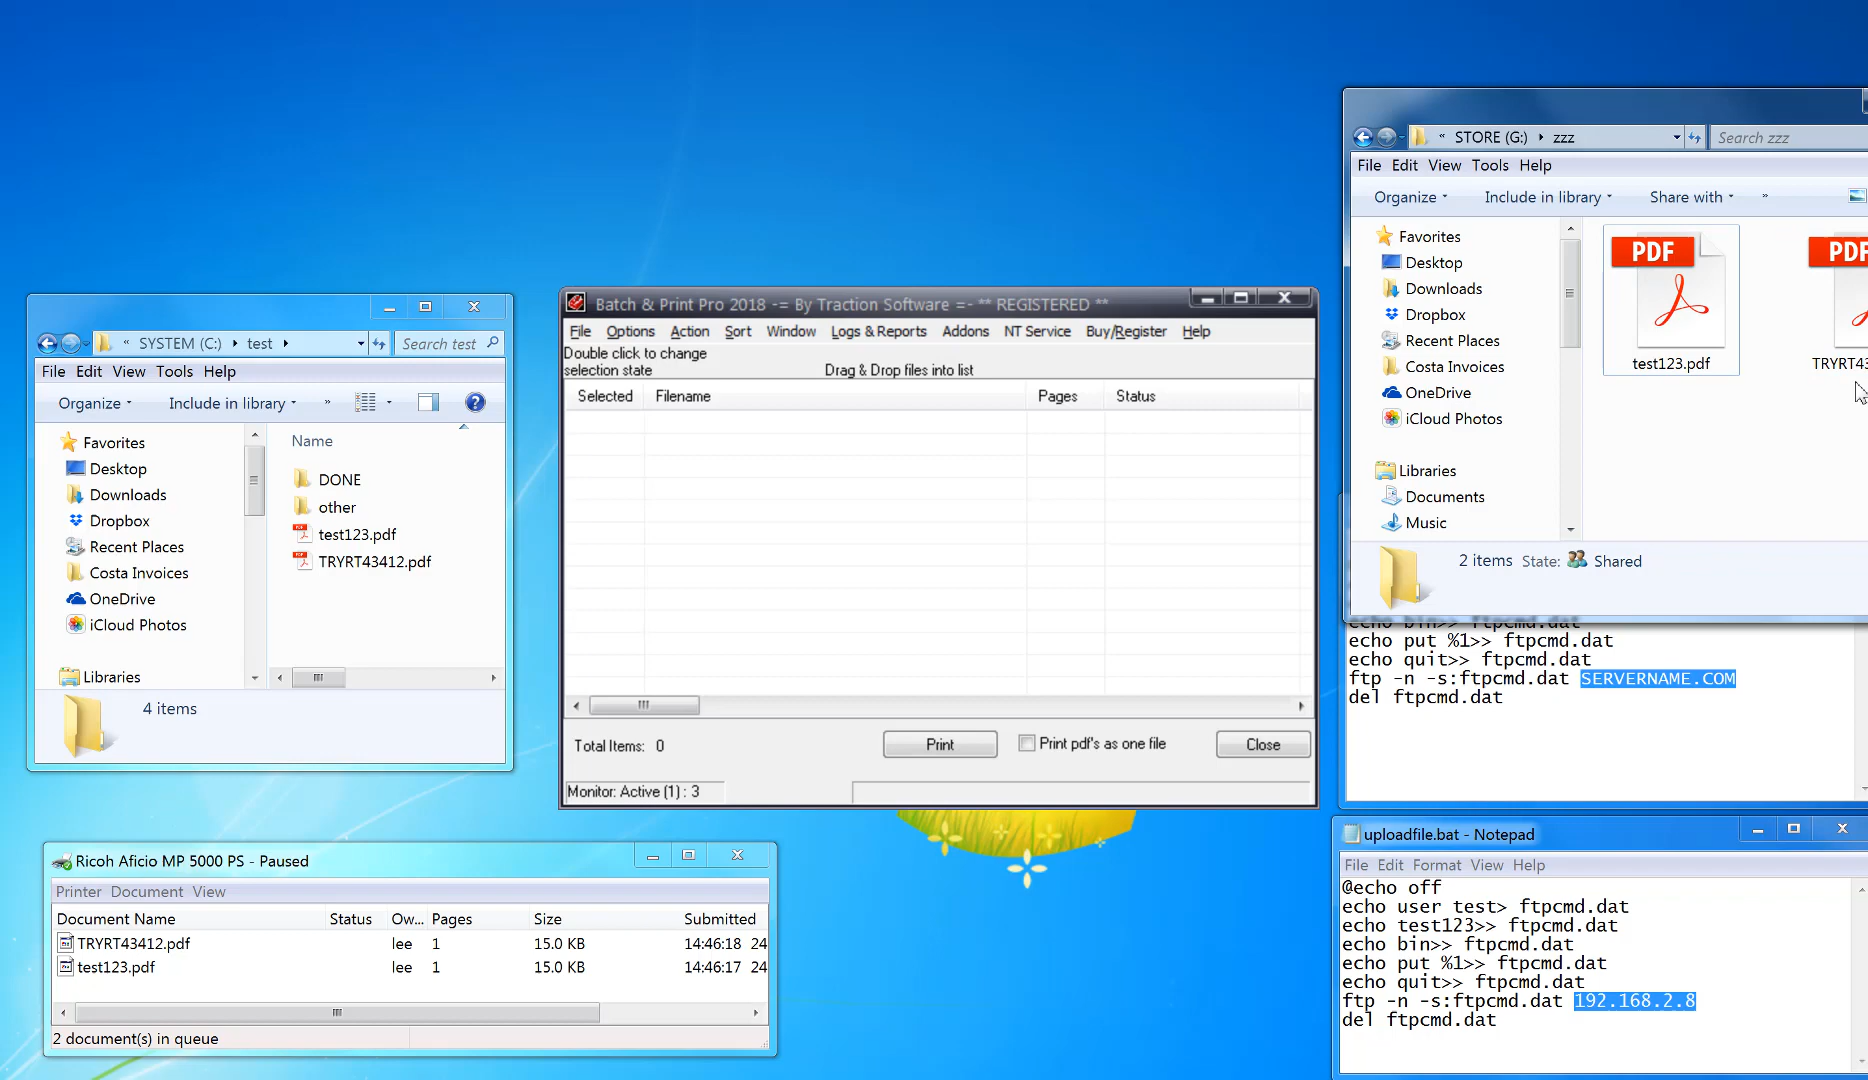 « SYSTEM (C:) test
Search test
File Edit View Tools Help
Organize Include in library »
Favorites
Desktop
Downloads
Dropbox
Recent Places
Costa Invoices
OneDrive
iCloud Photos
Libraries
Name
DONE
other
test123.pdf
TRYRT43412.pdf
4 items
Ricoh Aficio MP 5000 PS - Paused
Printer Document View
Document Name Status Ow... Pages Size Submitted
TRYRT43412.pdf lee 1 15.0 KB 14:46:18 24
test123.pdf lee 1 15.0 KB 14:46:17 24
2 document(s) in queue
Batch & Print Pro 2018 -= By Traction Software =- ** REGISTERED **
File Options Action Sort Window Logs & Reports Addons NT Service Buy/Register Help
Double click to change
selection state
Drag & Drop files into list
Selected Filename Pages Status
Total Items: 0
Print
Print pdf's as one file
Close
Monitor: Active (1) : 3
« STORE (G:) zzz
Search zzz
File Edit View Tools Help
Organize Include in library Share with »
Favorites
Desktop
Downloads
Dropbox
Recent Places
Costa Invoices
OneDrive
iCloud Photos
Libraries
Documents
Music
PDF
test123.pdf
PDF
TRYRT43
2 items State: Shared
echo bin>> ftpcmd.dat
echo put %1>> ftpcmd.dat
echo quit>> ftpcmd.dat
ftp -n -s:ftpcmd.dat SERVERNAME.COM
del ftpcmd.dat
uploadfile.bat - Notepad
File Edit Format View Help
@echo off
echo user test> ftpcmd.dat
echo test123>> ftpcmd.dat
echo bin>> ftpcmd.dat
echo put %1>> ftpcmd.dat
echo quit>> ftpcmd.dat
ftp -n -s:ftpcmd.dat 192.168.2.8
del ftpcmd.dat